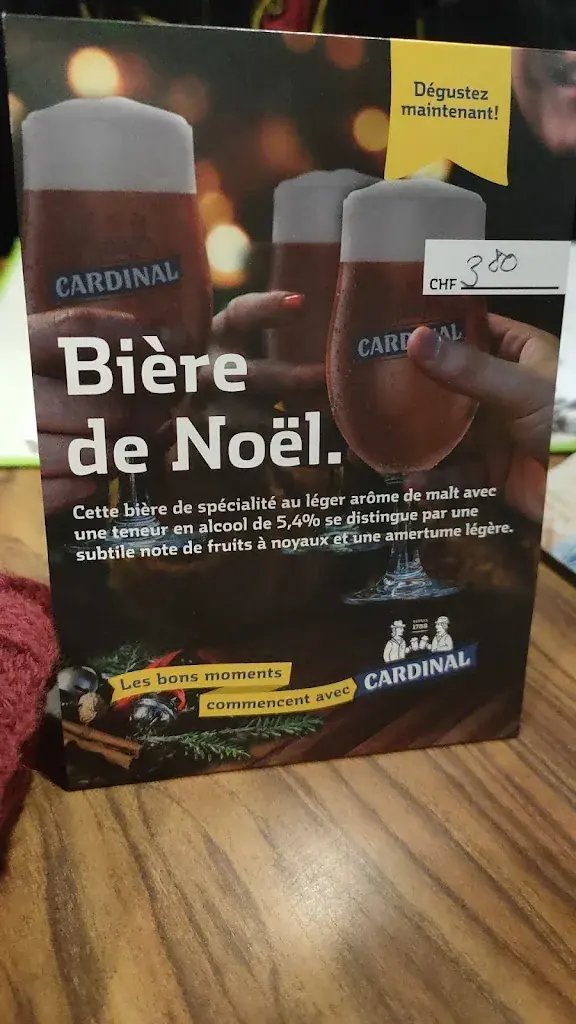 Dégustez
maintenant!
CARDINAL
CHF 3.80
CARDINAL
Bière
de Noël.
Cette bière de spécialité au léger arôme de malt avec
une teneur en alcool de 5,4% se distingue par une
subtile note de fruits à noyaux et une amertume légère.
DEPUIS
1788
Les bons moments
commencent avec
CARDINAL